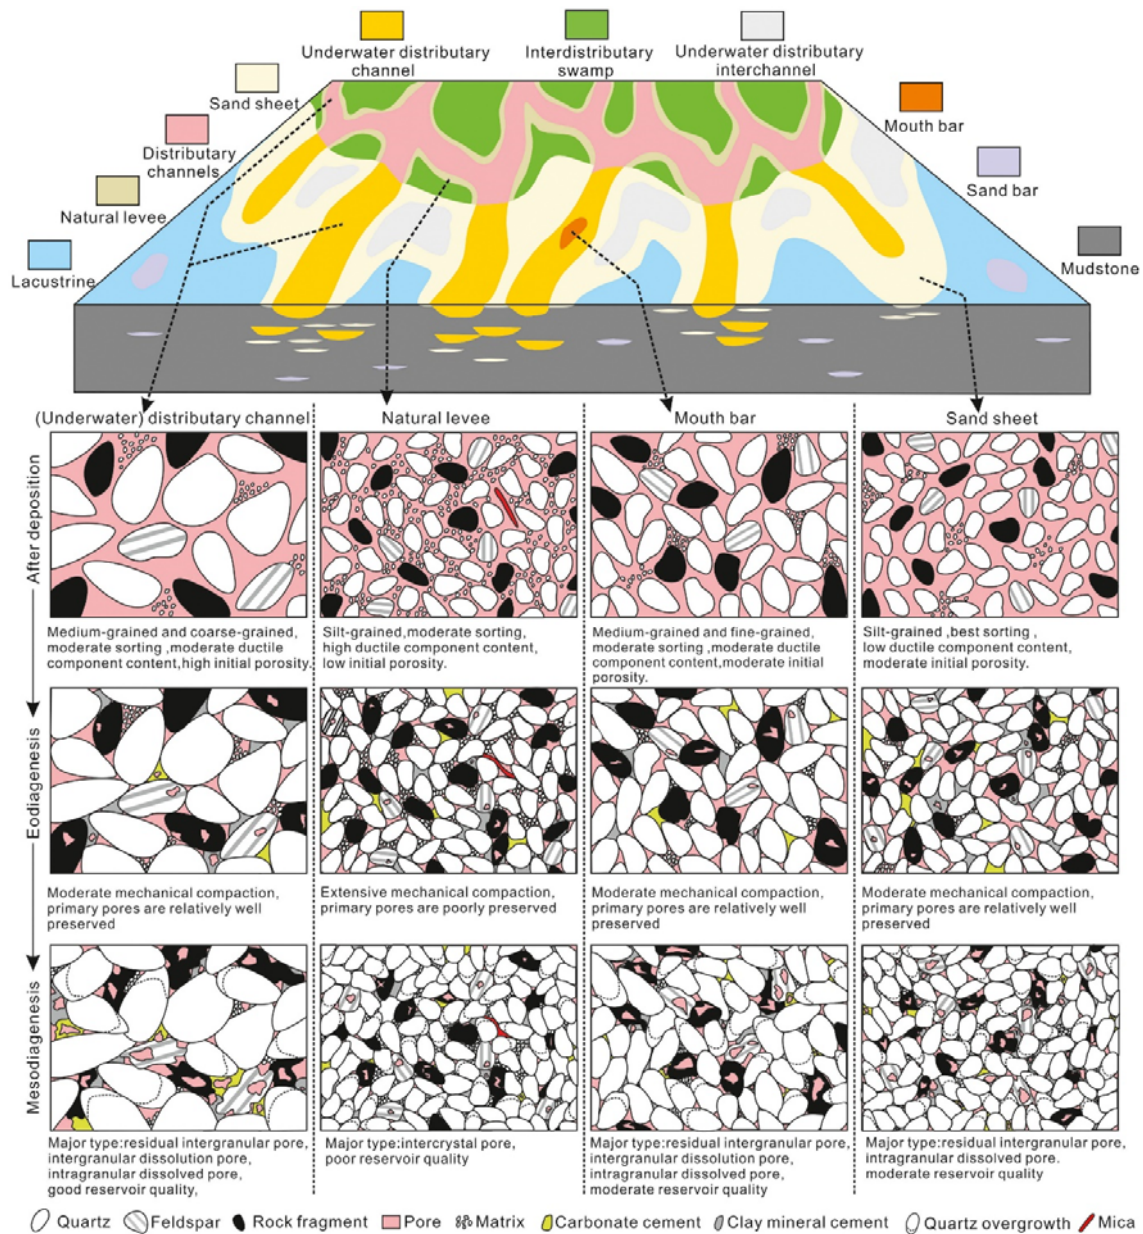 Underwater distributary
channel
Interdistributary
swamp
Underwater distributary
interchannel
Sand sheet
Mouth bar
Distributary
channels
Sand bar
Natural levee
Lacustrine
Mudstone
(Underwater) distributary channel
Natural levee
Mouth bar
Sand sheet
After deposition
Medium-grained and coarse-grained,
moderate sorting ,moderate ductile
component content,high initial porosity.
Silt-grained,moderate sorting,
high ductile component content,
low initial porosity.
Medium-grained and fine-grained,
moderate sorting ,moderate ductile
component content,moderate initial
porosity.
Silt-grained ,best sorting ,
low ductile component content,
moderate initial porosity.
Eodiagenesis
Moderate mechanical compaction,
primary pores are relatively well
preserved
Extensive mechanical compaction,
primary pores are poorly preserved
Moderate mechanical compaction,
primary pores are relatively well
preserved
Moderate mechanical compaction,
primary pores are relatively well
preserved
Mesodiagenesis
Major type:residual intergranular pore,
intergranular dissolution pore,
intragranular dissolved pore,
good reservoir quality,
Major type:intercrystal pore,
poor reservoir quality
Major type:residual intergranular pore,
intergranular dissolution pore,
intragranular dissolved pore,
moderate reservoir quality
Major type:residual intergranular pore,
intragranular dissolved pore.
moderate reservoir quality
Quartz Feldspar Rock fragment Pore Matrix Carbonate cement Clay mineral cement Quartz overgrowth Mica